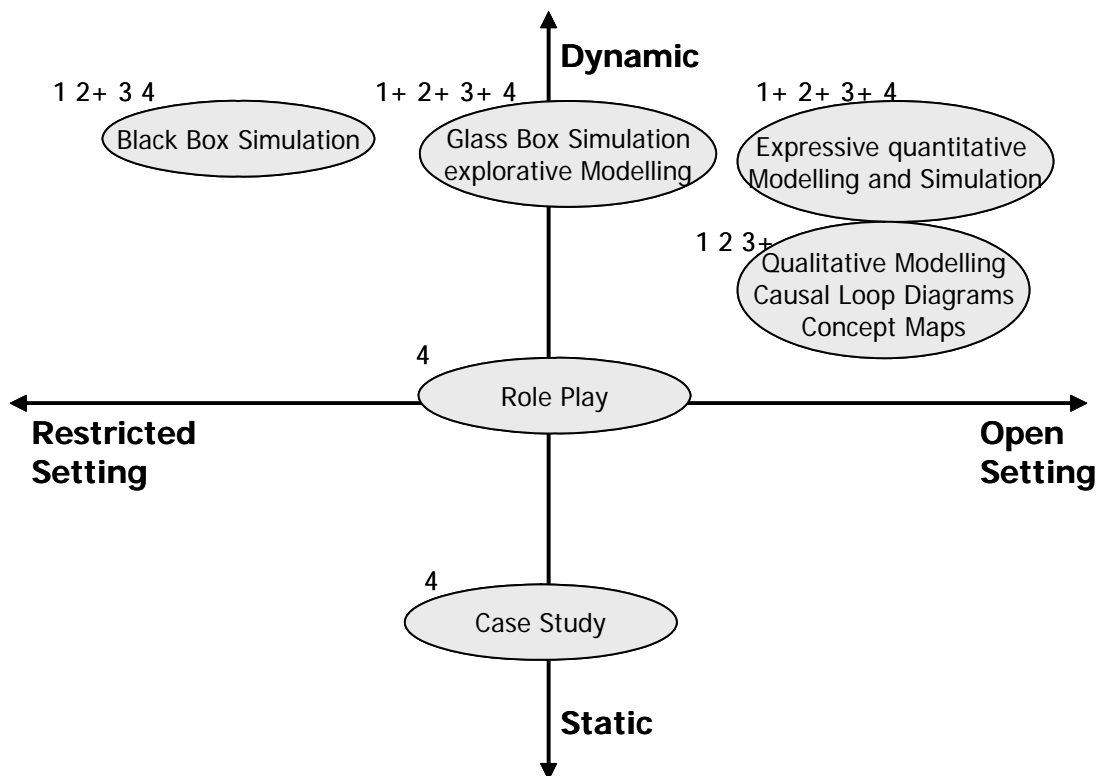 Dynamic
1 2+ 3 4
1+ 2+ 3+ 4
1+ 2+ 3+ 4
Black Box Simulation
Glass Box Simulation
explorative Modelling
Expressive quantitative
Modelling and Simulation
1 2 3+
Qualitative Modelling
Causal Loop Diagrams
Concept Maps
4
Role Play
Restricted
Setting
Open
Setting
4
Case Study
Static